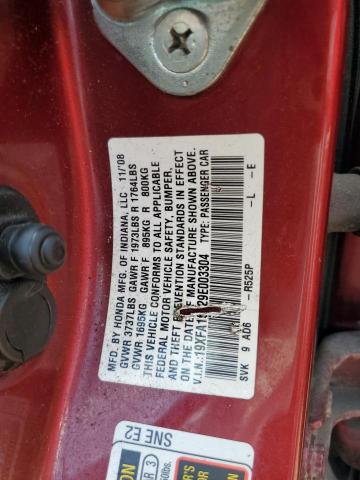 MFD. BY HONDA MFG. OF INDIANA, LLC 11/'08
GVWR 3737LBS GAWR F 1973LBS R 1764LBS
GVWR 1695KG GAWR F 895KG R 800KG
THIS VEHICLE CONFORMS TO ALL APPLICABLE
FEDERAL MOTOR VEHICLE SAFETY, BUMPER,
AND THEFT PREVENTION STANDARDS IN EFFECT
ON THE DATE OF MANUFACTURE SHOWN ABOVE.
V.I.N.: TYPE: PASSENGER CAR
SVK 9 AD6 -R525P -L -E
SNE E2
R 3